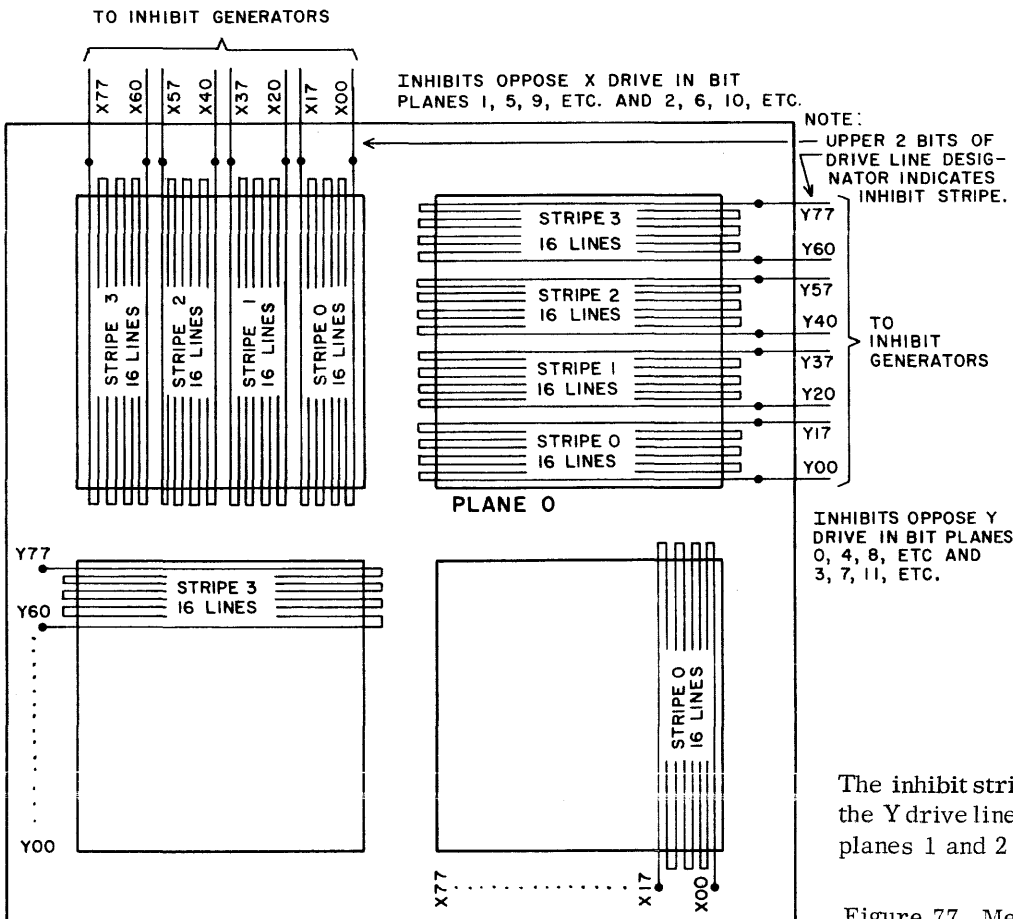 TO INHIBIT GENERATORS
X77
X60
X57
X40
X37
X20
X17
X00
INHIBITS OPPOSE X DRIVE IN BIT
PLANES 1, 5, 9, ETC. AND 2, 6, 10, ETC.
NOTE:
UPPER 2 BITS OF
DRIVE LINE DESIG-
NATOR INDICATES
INHIBIT STRIPE.
STRIPE 3
16 LINES
STRIPE 2
16 LINES
STRIPE 1
16 LINES
STRIPE 0
16 LINES
STRIPE 3
16 LINES
STRIPE 2
16 LINES
STRIPE 1
16 LINES
STRIPE 0
16 LINES
Y77
Y60
Y57
Y40
Y37
Y20
Y17
Y00
TO
INHIBIT
GENERATORS
PLANE 0
INHIBITS OPPOSE Y
DRIVE IN BIT PLANES
0, 4, 8, ETC AND
3, 7, 11, ETC.
Y77
Y60
Y00
STRIPE 3
16 LINES
STRIPE 0
16 LINES
X77
X17
X00
The inhibit stri
the Y drive line
planes 1 and 2
Figure 77. Me